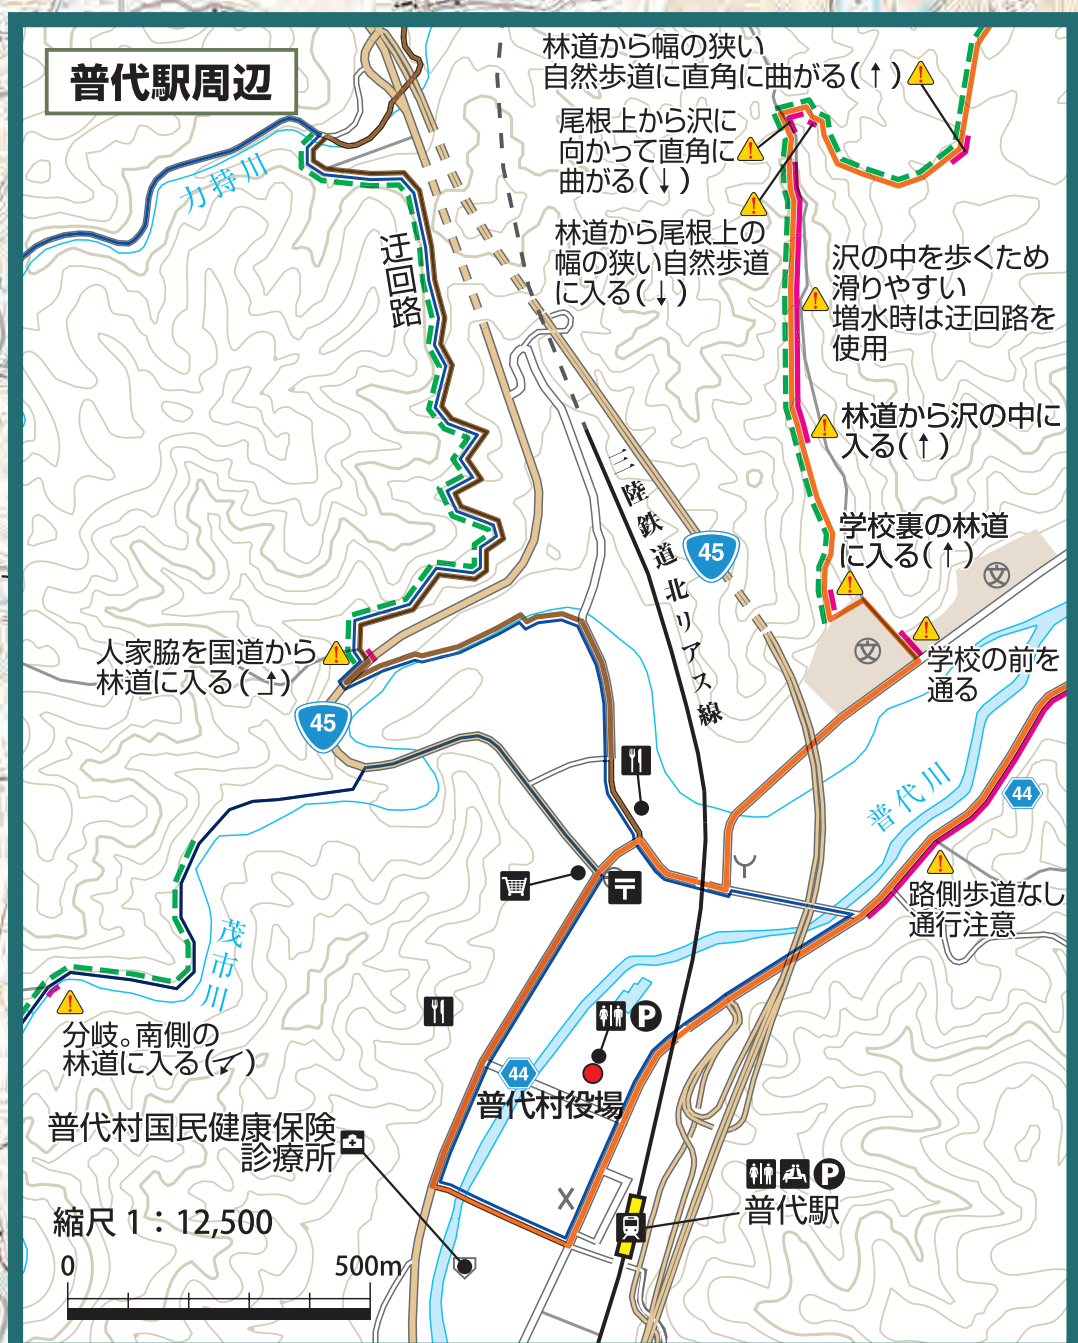 普代駅周辺
林道から幅の狭い
自然歩道に直角に曲がる(↑)
尾根上から沢に
向かって直角に
曲がる(↓)
林道から尾根上の
幅の狭い自然歩道
に入る(↓)
力持川
迂回路
沢の中を歩くため
滑りやすい
増水時は迂回路を
使用
林道から沢の中に
入る(↑)
三陸鉄道北リアス線
45
学校裏の林道
に入る(↑)
文
文
人家脇を国道から
林道に入る(⬏)
学校の前を
通る
45
普代川
44
路側歩道なし
通行注意
茂市川
分岐。南側の
林道に入る(↙)
P
44
普代村役場
普代村国民健康保険
診療所
P
普代駅
縮尺 1：12,500
0
500m